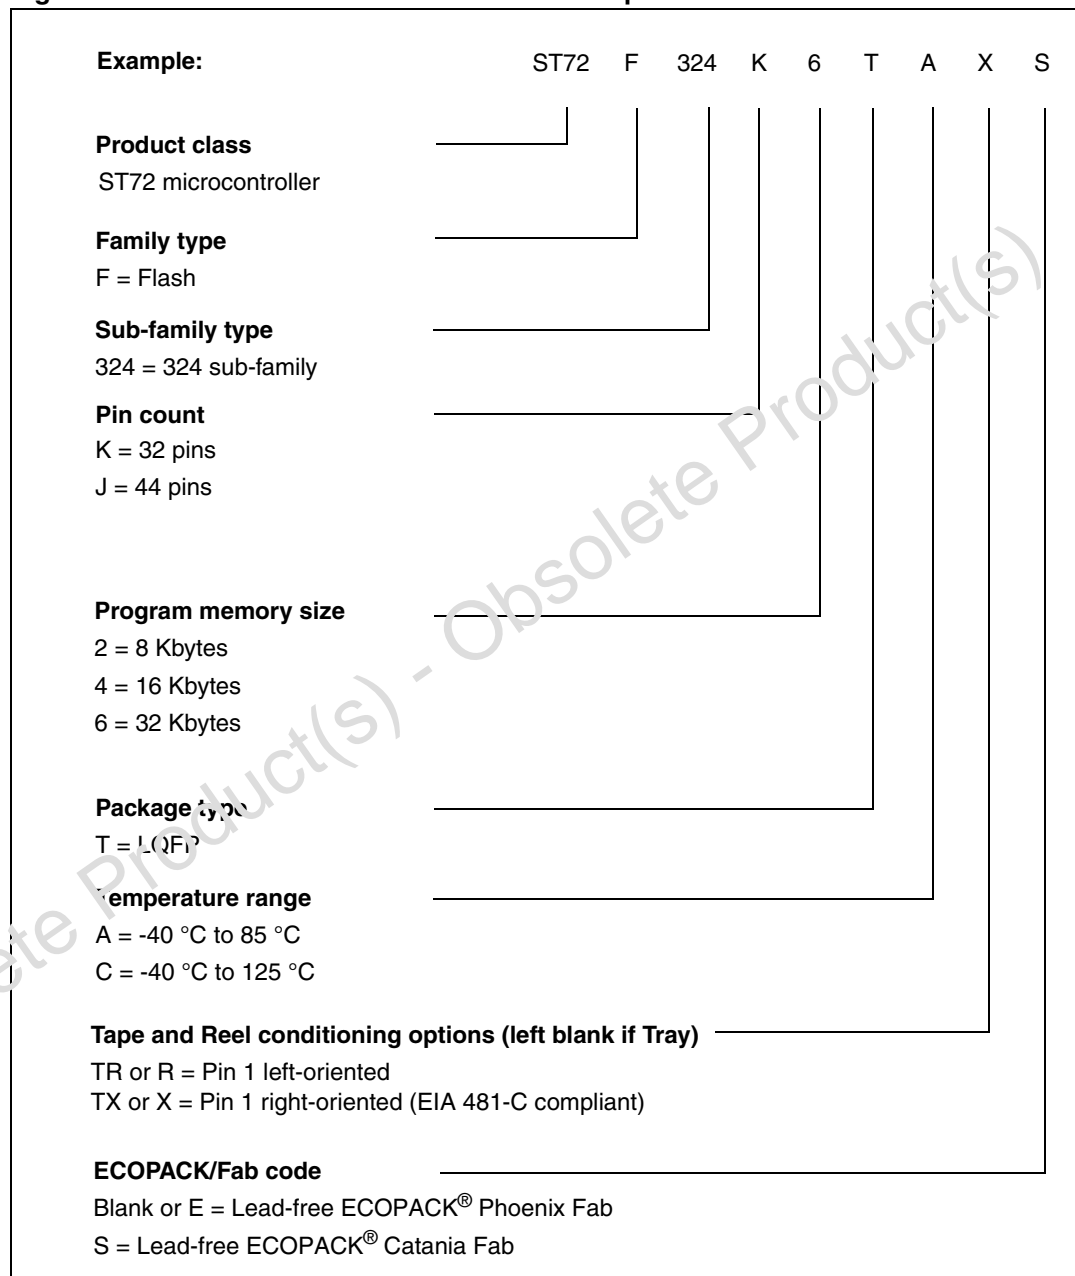 Example: ST72 F 324 K 6 T A X S
Product class
ST72 microcontroller
Family type
F = Flash
Sub-family type
324 = 324 sub-family
Pin count
K = 32 pins
J = 44 pins
Program memory size
2 = 8 Kbytes
4 = 16 Kbytes
6 = 32 Kbytes
Package type
T = LQFP
Temperature range
A = -40 °C to 85 °C
C = -40 °C to 125 °C
Tape and Reel conditioning options (left blank if Tray)
TR or R = Pin 1 left-oriented
TX or X = Pin 1 right-oriented (EIA 481-C compliant)
ECOPACK/Fab code
Blank or E = Lead-free ECOPACK® Phoenix Fab
S = Lead-free ECOPACK® Catania Fab
Product(s) - Obsolete Product(s)